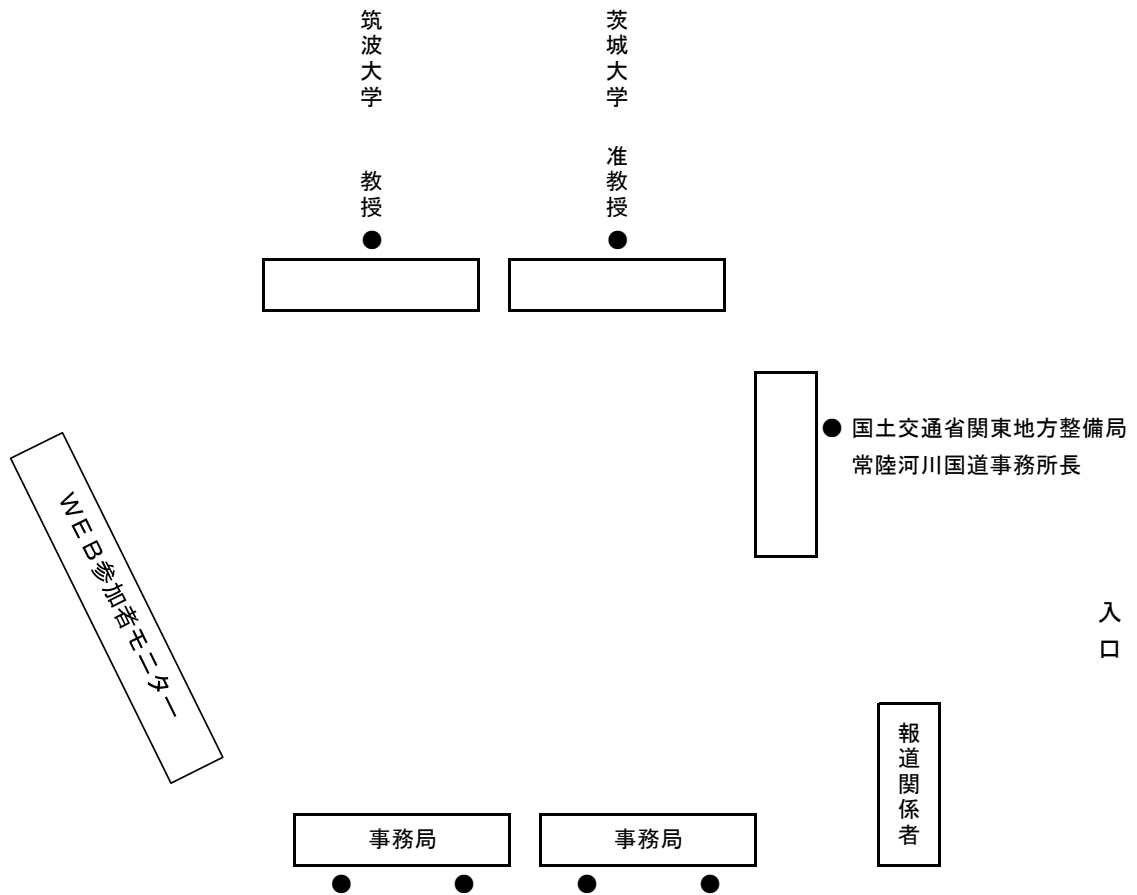 筑波大学　教授
茨城大学　准教授
国土交通省関東地方整備局
常陸河川国道事務所長
WEB参加者モニター
入口
報道関係者
事務局
事務局